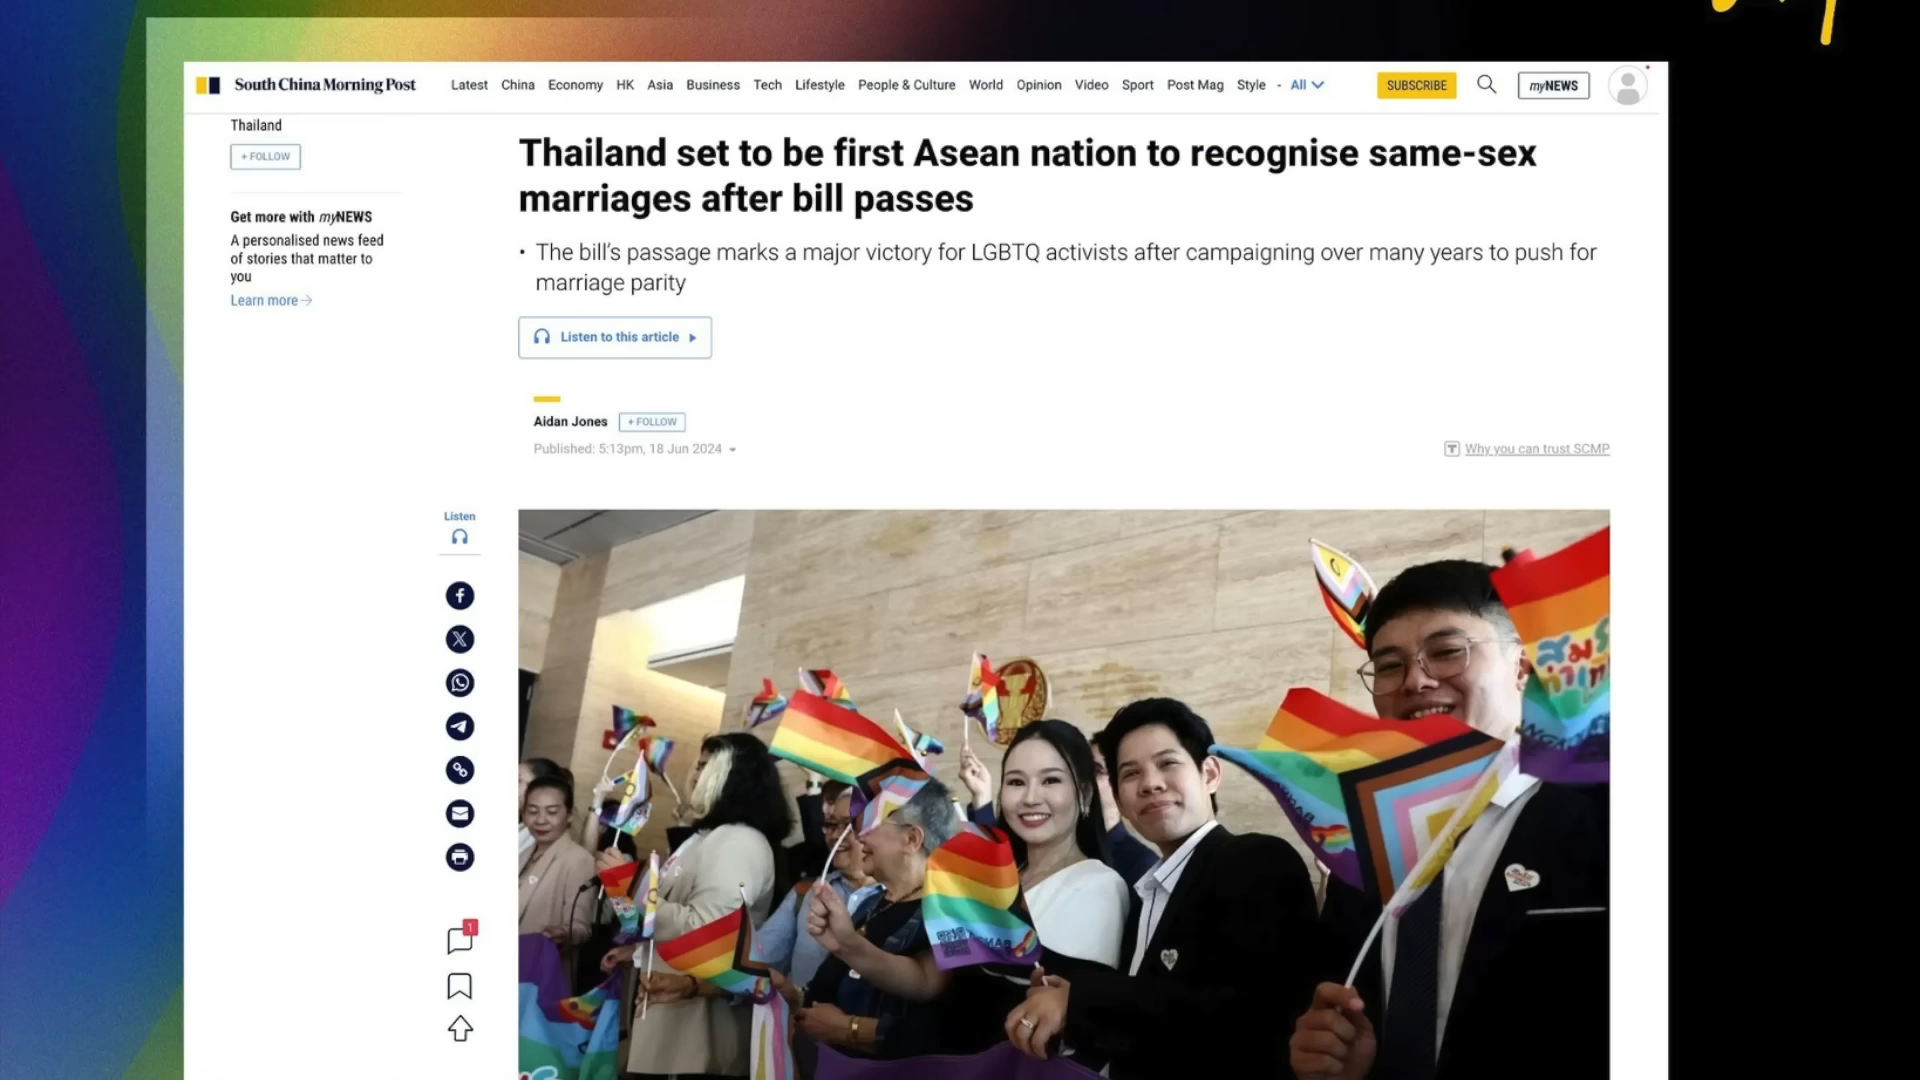 South China Morning Post
Latest China Economy HK Asia Business Tech Lifestyle People & Culture World Opinion Video Sport Post Mag Style - All
SUBSCRIBE
myNEWS
Thailand
+ FOLLOW
Get more with myNEWS
A personalised news feed
of stories that matter to
you
Learn more
Thailand set to be first Asean nation to recognise same-sex
marriages after bill passes
• The bill's passage marks a major victory for LGBTQ activists after campaigning over many years to push for
marriage parity
Listen to this article
Aidan Jones + FOLLOW
Published: 5:13pm, 18 Jun 2024
Why you can trust SCMP
Listen
1